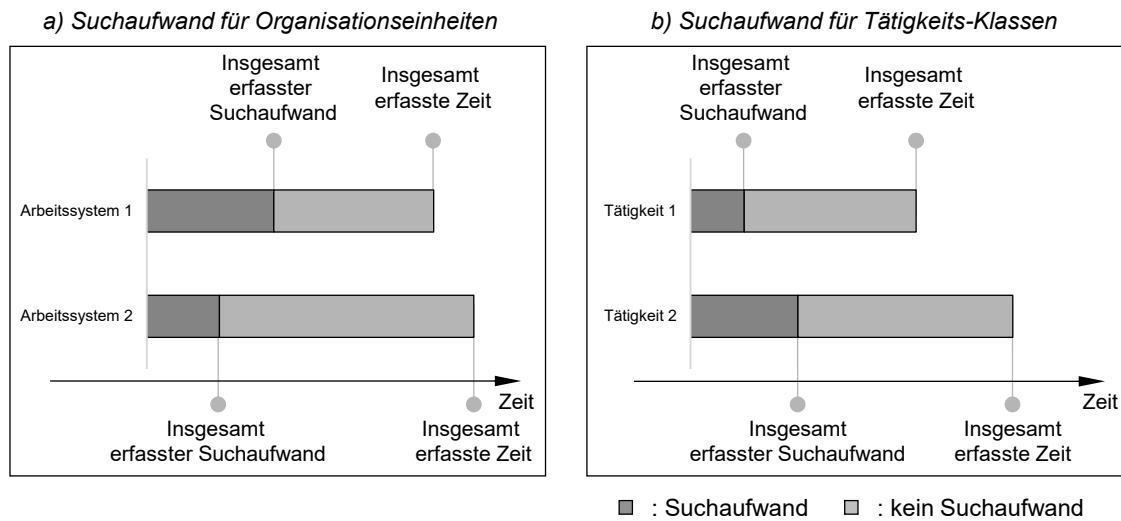 a) Suchaufwand für Organisationseinheiten
Insgesamt
erfasster
Suchaufwand
Insgesamt
erfasste Zeit
Arbeitssystem 1
Arbeitssystem 2
Zeit
Insgesamt
erfasster Suchaufwand
Insgesamt
erfasste Zeit
b) Suchaufwand für Tätigkeits-Klassen
Insgesamt
erfasster
Suchaufwand
Insgesamt
erfasste Zeit
Tätigkeit 1
Tätigkeit 2
Zeit
Insgesamt
erfasster Suchaufwand
Insgesamt
erfasste Zeit
: Suchaufwand : kein Suchaufwand